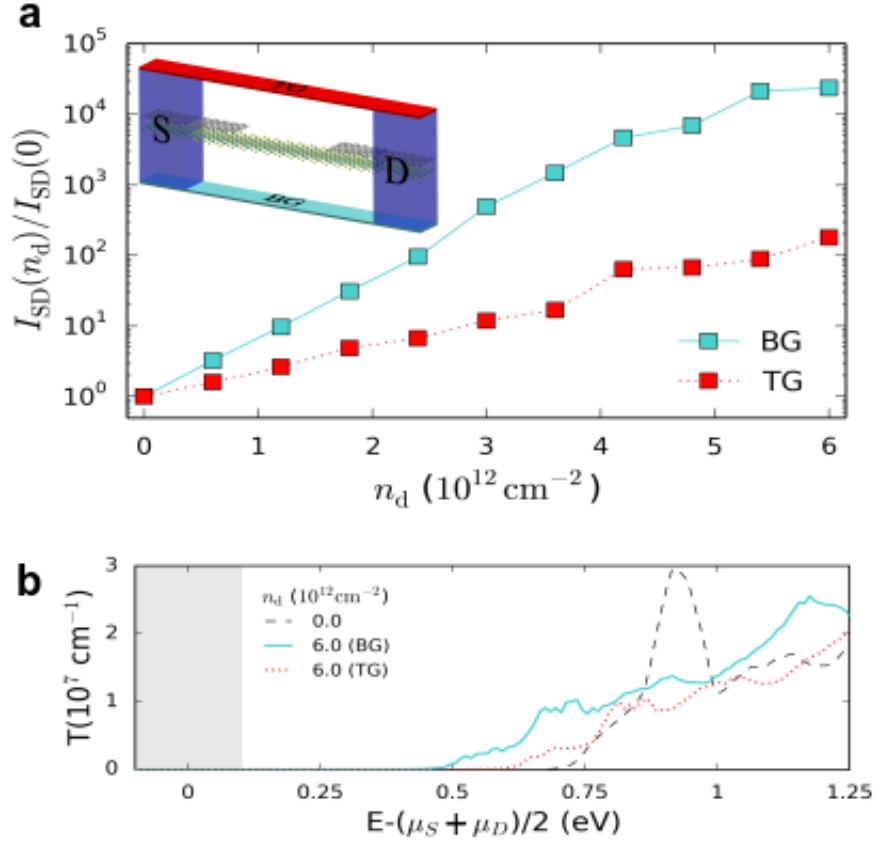 a
10^5
10^4
10^3
10^2
10^1
10^0
I_SD(n_d)/I_SD(0)
TG
S
D
BG
BG
TG
0 1 2 3 4 5 6
n_d (10^12 cm^−2)
b
3
2
1
0
T(10^7 cm^−1)
n_d (10^12 cm^−2)
0.0
6.0 (BG)
6.0 (TG)
0 0.25 0.5 0.75 1 1.25
E-(μ_S + μ_D)/2 (eV)